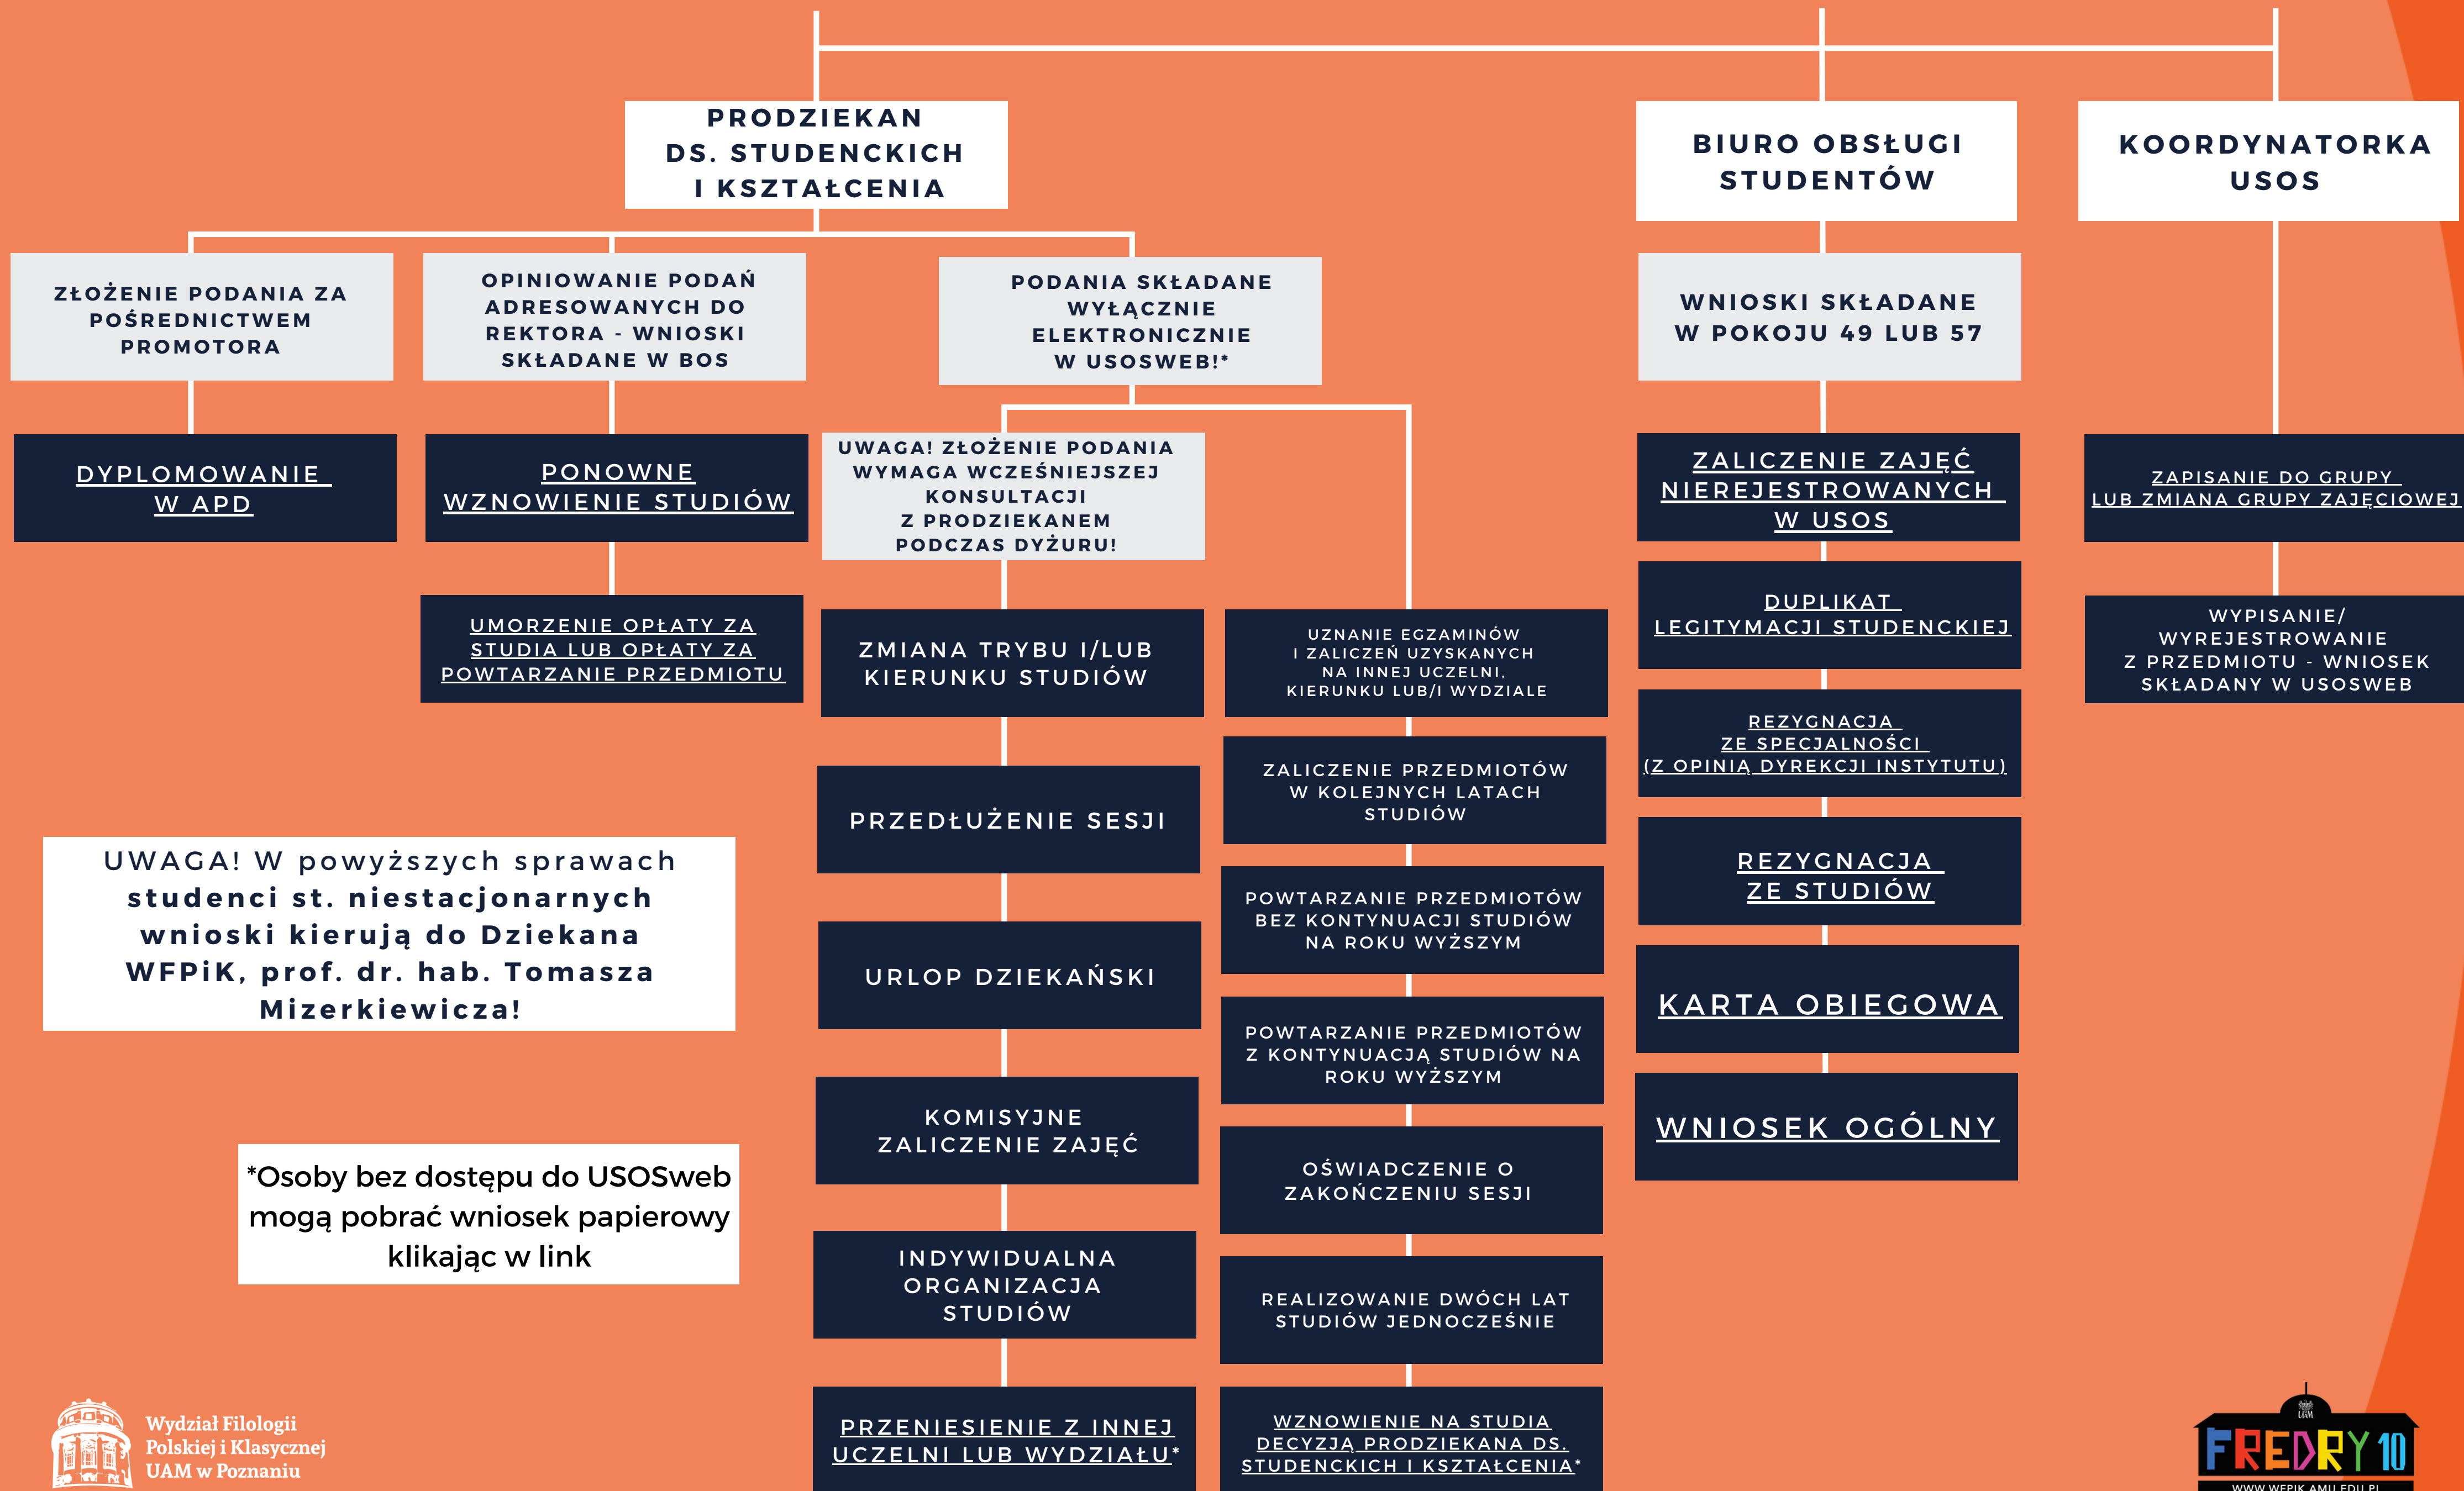 PRODZIEKAN
DS. STUDENCKICH
I KSZTAŁCENIA
BIURO OBSŁUGI
STUDENTÓW
KOORDYNATORKA
USOS
ZŁOŻENIE PODANIA ZA
POŚREDNICTWEM
PROMOTORA
OPINIOWANIE PODAŃ
ADRESOWANYCH DO
REKTORA - WNIOSKI
SKŁADANE W BOS
PODANIA SKŁADANE
WYŁĄCZNIE
ELEKTRONICZNIE
W USOSWEB!*
WNIOSKI SKŁADANE
W POKOJU 49 LUB 57
DYPLOMOWANIE
W APD
PONOWNE
WZNOWIENIE STUDIÓW
UMORZENIE OPŁATY ZA
STUDIA LUB OPŁATY ZA
POWTARZANIE PRZEDMIOTU
UWAGA! ZŁOŻENIE PODANIA
WYMAGA WCZEŚNIEJSZEJ
KONSULTACJI
Z PRODZIEKANEM
PODCZAS DYŻURU!
ZMIANA TRYBU I/LUB
KIERUNKU STUDIÓW
PRZEDŁUŻENIE SESJI
URLOP DZIEKAŃSKI
KOMISYJNE
ZALICZENIE ZAJĘĆ
INDYWIDUALNA
ORGANIZACJA
STUDIÓW
PRZENIESIENIE Z INNEJ
UCZELNI LUB WYDZIAŁU*
UZNANIE EGZAMINÓW
I ZALICZEŃ UZYSKANYCH
NA INNEJ UCZELNI,
KIERUNKU LUB/I WYDZIALE
ZALICZENIE PRZEDMIOTÓW
W KOLEJNYCH LATACH
STUDIÓW
POWTARZANIE PRZEDMIOTÓW
BEZ KONTYNUACJI STUDIÓW
NA ROKU WYŻSZYM
POWTARZANIE PRZEDMIOTÓW
Z KONTYNUACJĄ STUDIÓW NA
ROKU WYŻSZYM
OŚWIADCZENIE O
ZAKOŃCZENIU SESJI
REALIZOWANIE DWÓCH LAT
STUDIÓW JEDNOCZEŚNIE
WZNOWIENIE NA STUDIA
DECYZJĄ PRODZIEKANA DS.
STUDENCKICH I KSZTAŁCENIA*
ZALICZENIE ZAJĘĆ
NIEREJESTROWANYCH
W USOS
DUPLIKAT
LEGITYMACJI STUDENCKIEJ
REZYGNACJA
ZE SPECJALNOŚCI
(Z OPINIĄ DYREKCJI INSTYTUTU)
REZYGNACJA
ZE STUDIÓW
KARTA OBIEGOWA
WNIOSEK OGÓLNY
ZAPISANIE DO GRUPY
LUB ZMIANA GRUPY ZAJĘCIOWEJ
WYPISANIE/
WYREJESTROWANIE
Z PRZEDMIOTU - WNIOSEK
SKŁADANY W USOSWEB
UWAGA! W powyższych sprawach
studenci st. niestacjonarnych
wnioski kierują do Dziekana
WFPiK, prof. dr. hab. Tomasza
Mizerkiewicza!
*Osoby bez dostępu do USOSweb
mogą pobrać wniosek papierowy
klikając w link
Wydział Filologii
Polskiej i Klasycznej
UAM w Poznaniu
UAM
FREDRY 10
WWW.WFPIK.AMU.EDU.PL